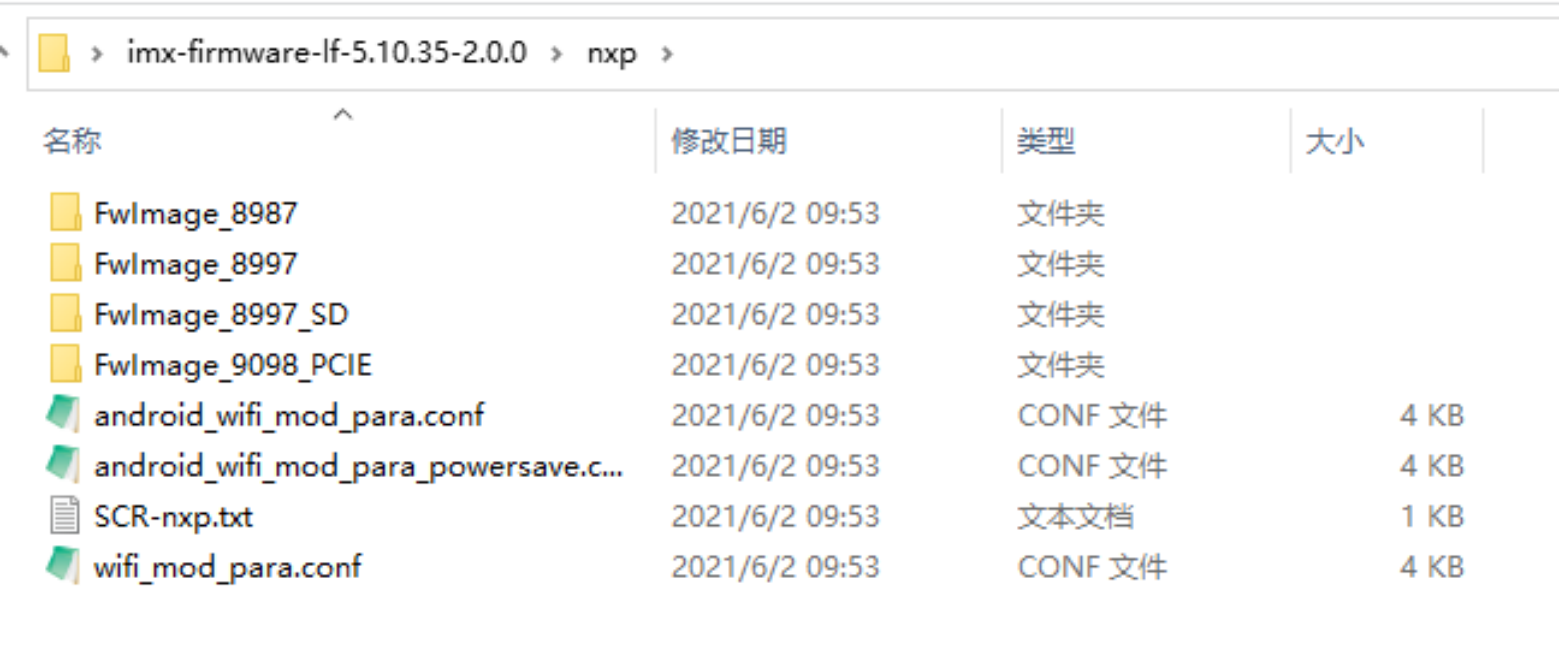 imx-firmware-lf-5.10.35-2.0.0 > nxp >
名称 修改日期 类型 大小
FwImage_8987 2021/6/2 09:53 文件夹
FwImage_8997 2021/6/2 09:53 文件夹
FwImage_8997_SD 2021/6/2 09:53 文件夹
FwImage_9098_PCIE 2021/6/2 09:53 文件夹
android_wifi_mod_para.conf 2021/6/2 09:53 CONF 文件 4 KB
android_wifi_mod_para_powersave.c... 2021/6/2 09:53 CONF 文件 4 KB
SCR-nxp.txt 2021/6/2 09:53 文本文档 1 KB
wifi_mod_para.conf 2021/6/2 09:53 CONF 文件 4 KB